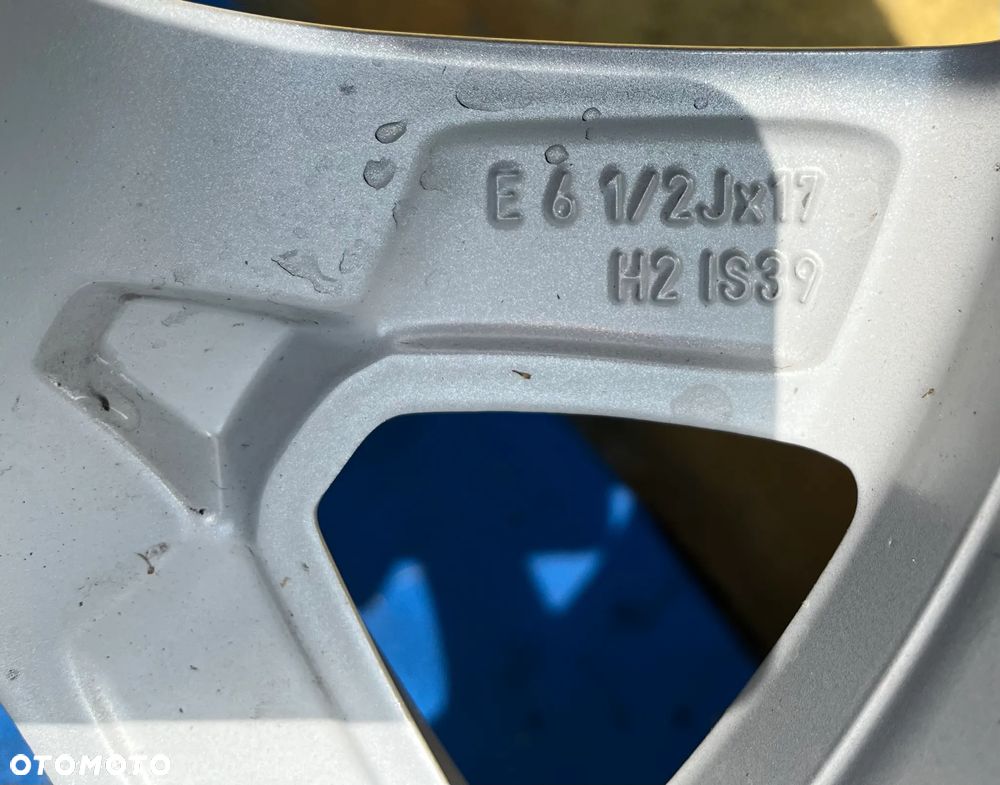 E 6 1/2Jx17
H2 IS39
OTOMOTO